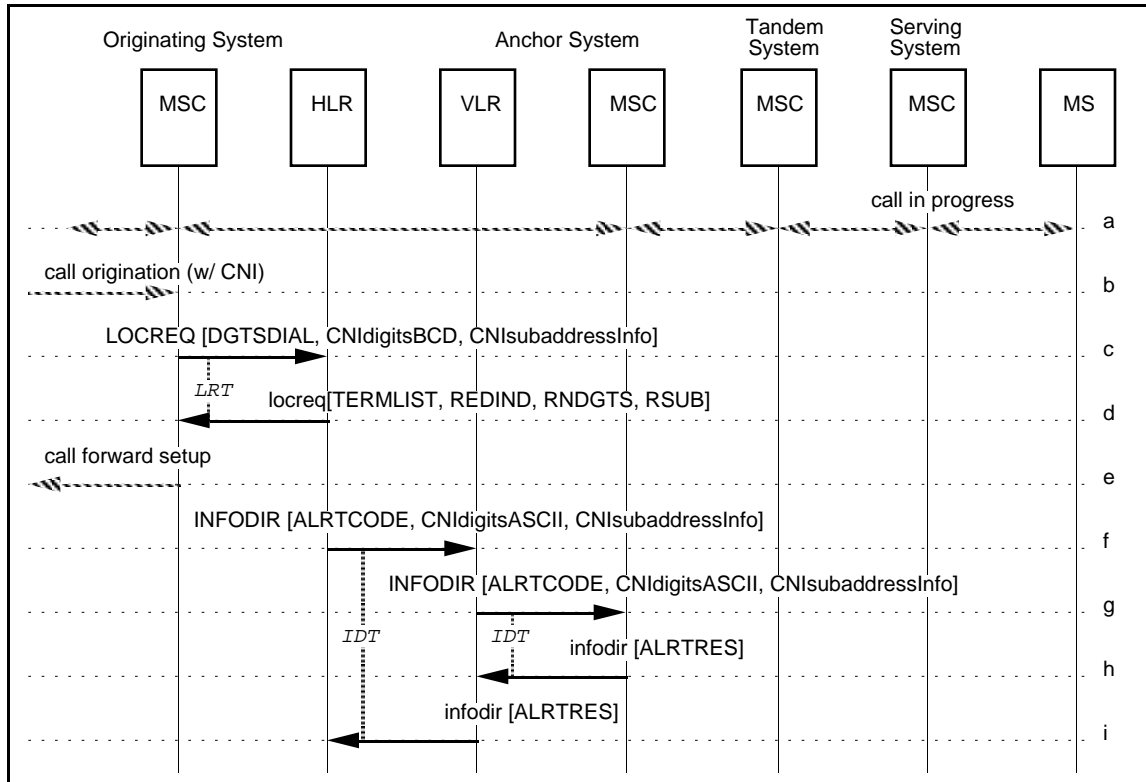 Originating System
Anchor System
Tandem
System
Serving
System
MSC
HLR
VLR
MSC
MSC
MSC
MS
call in progress
a
call origination (w/ CNI)
b
LOCREQ [DGTSDIAL, CNIdigitsBCD, CNIsubaddressInfo]
c
LRT
locreq[TERMLIST, REDIND, RNDGTS, RSUB]
d
call forward setup
e
INFODIR [ALRTCODE, CNIdigitsASCII, CNIsubaddressInfo]
f
INFODIR [ALRTCODE, CNIdigitsASCII, CNIsubaddressInfo]
g
IDT
IDT
infodir [ALRTRES]
h
infodir [ALRTRES]
i